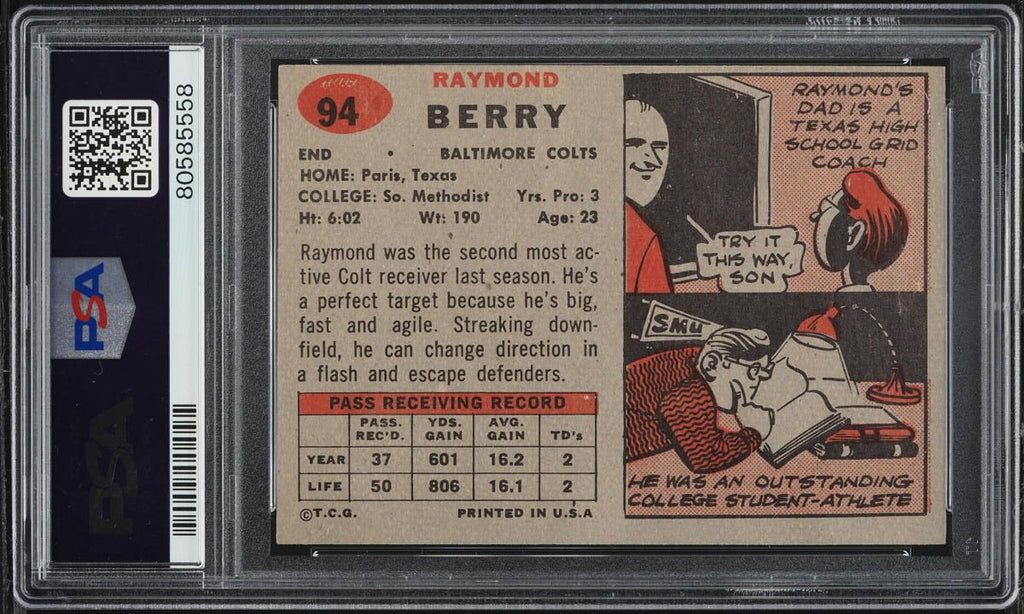 80585558
PSA
PSA
94
RAYMOND
BERRY
END • BALTIMORE COLTS
HOME: Paris, Texas
COLLEGE: So. Methodist Yrs. Pro: 3
Ht: 6:02 Wt: 190 Age: 23
Raymond was the second most ac-
tive Colt receiver last season. He's
a perfect target because he's big,
fast and agile. Streaking down-
field, he can change direction in
a flash and escape defenders.
PASS RECEIVING RECORD
PASS. YDS. AVG.
REC'D. GAIN GAIN TD's
YEAR 37 601 16.2 2
LIFE 50 806 16.1 2
©T.C.G. PRINTED IN U.S.A
RAYMOND'S
DAD IS A
TEXAS HIGH
SCHOOL GRID
COACH
TRY IT
THIS WAY,
SON
SMU
HE WAS AN OUTSTANDING
COLLEGE STUDENT-ATHLETE